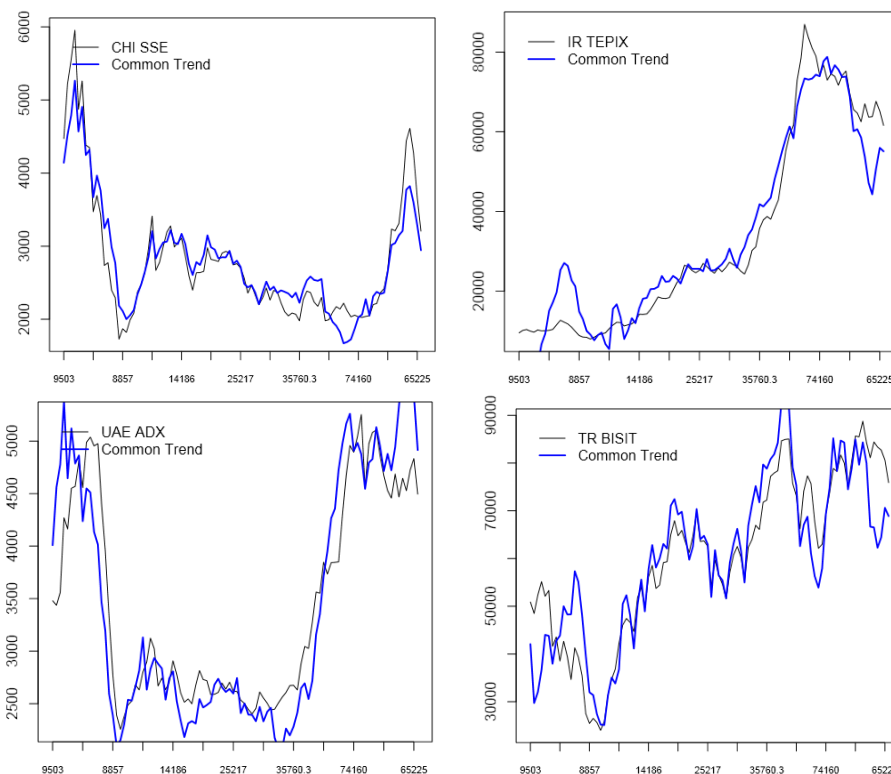 CHI SSE
Common Trend
6000
5000
4000
3000
2000
9503 8857 14186 25217 35760.3 74160 65225
IR TEPIX
Common Trend
80000
60000
40000
20000
9503 8857 14186 25217 35760.3 74160 65225
UAE ADX
Common Trend
5000
4500
4000
3500
3000
2500
9503 8857 14186 25217 35760.3 74160 65225
TR BISIT
Common Trend
90000
70000
50000
30000
9503 8857 14186 25217 35760.3 74160 65225